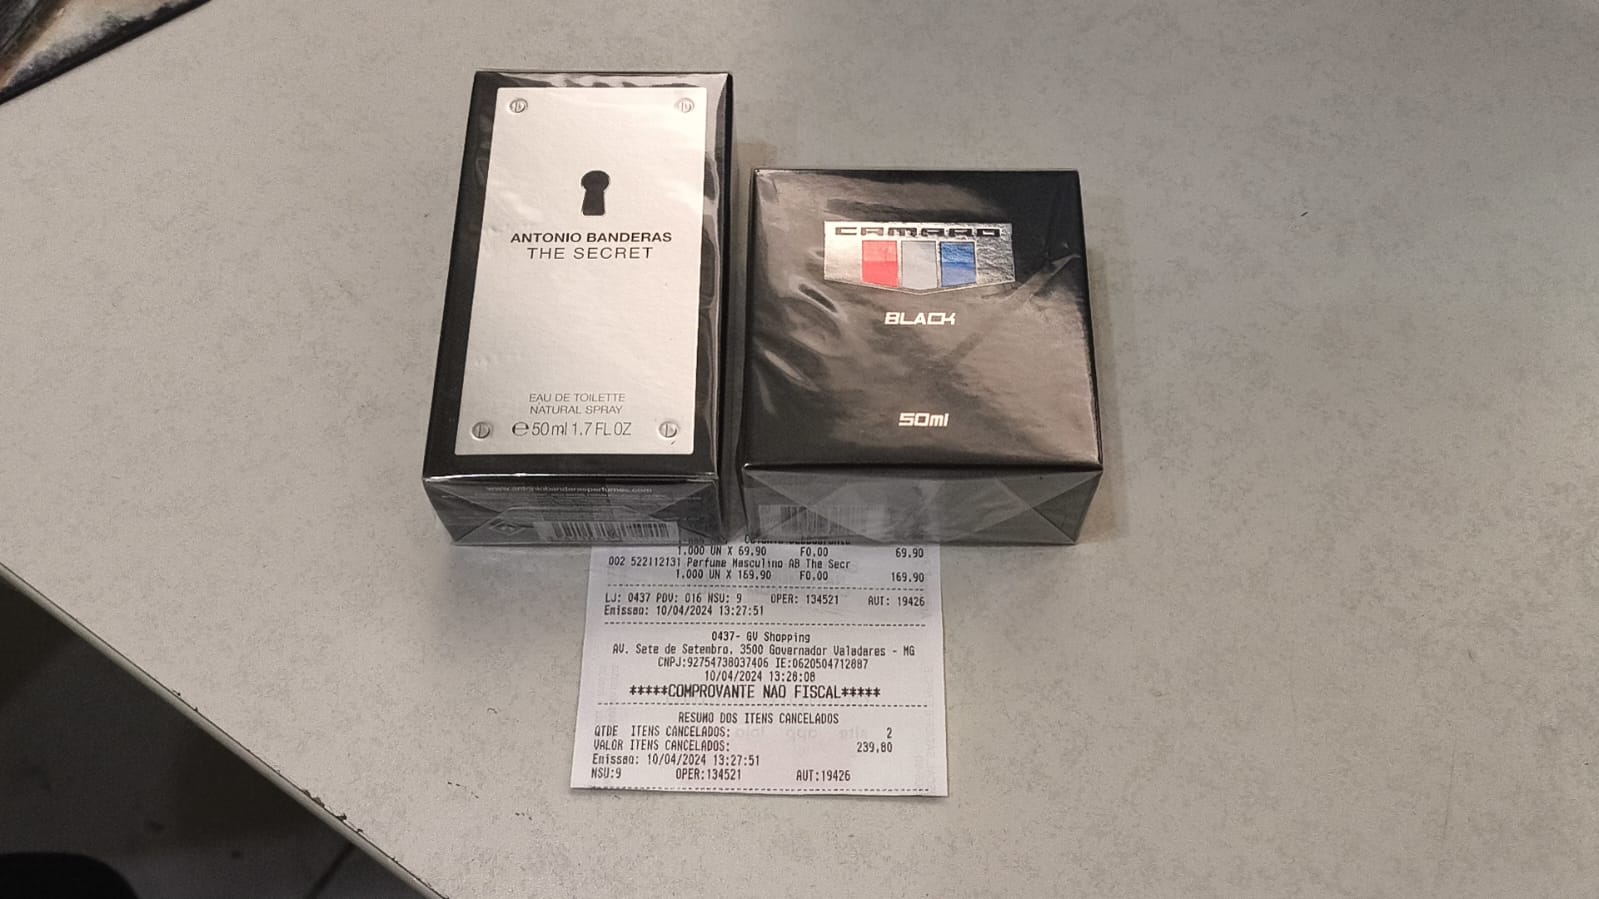 ANTONIO BANDERAS
THE SECRET
EAU DE TOILETTE
NATURAL SPRAY
℮ 50 ml 1.7 FL OZ
www.antoniobanderasperfumes.com
CAMARO
BLACK
50ml
1.000 UN X 69,90 F0,00 69,90
002 522112131 Perfume Masculino AB The Secr
1.000 UN X 169,90 F0,00 169,90
LJ: 0437 PDV: 016 NSU: 9 OPER: 134521 AUT: 19426
Emissao: 10/04/2024 13:27:51
0437- GV Shopping
AV. Sete de Setembro, 3500 Governador Valadares - MG
CNPJ:92754738037406 IE:0620504712887
10/04/2024 13:28:08
*****COMPROVANTE NAO FISCAL*****
RESUMO DOS ITENS CANCELADOS
QTDE ITENS CANCELADOS: 2
VALOR ITENS CANCELADOS: 239,80
Emissao: 10/04/2024 13:27:51
NSU:9 OPER:134521 AUT:19426